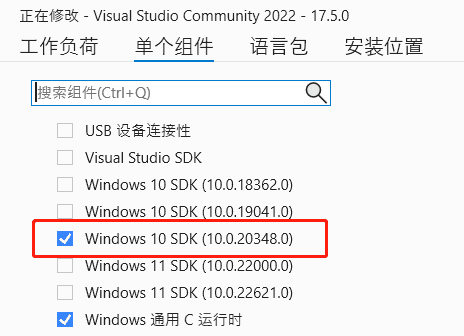 正在修改 - Visual Studio Community 2022 - 17.5.0
工作负荷 单个组件 语言包 安装位置
搜索组件(Ctrl+Q)
USB 设备连接性
Visual Studio SDK
Windows 10 SDK (10.0.18362.0)
Windows 10 SDK (10.0.19041.0)
Windows 10 SDK (10.0.20348.0)
Windows 11 SDK (10.0.22000.0)
Windows 11 SDK (10.0.22621.0)
Windows 通用 C 运行时